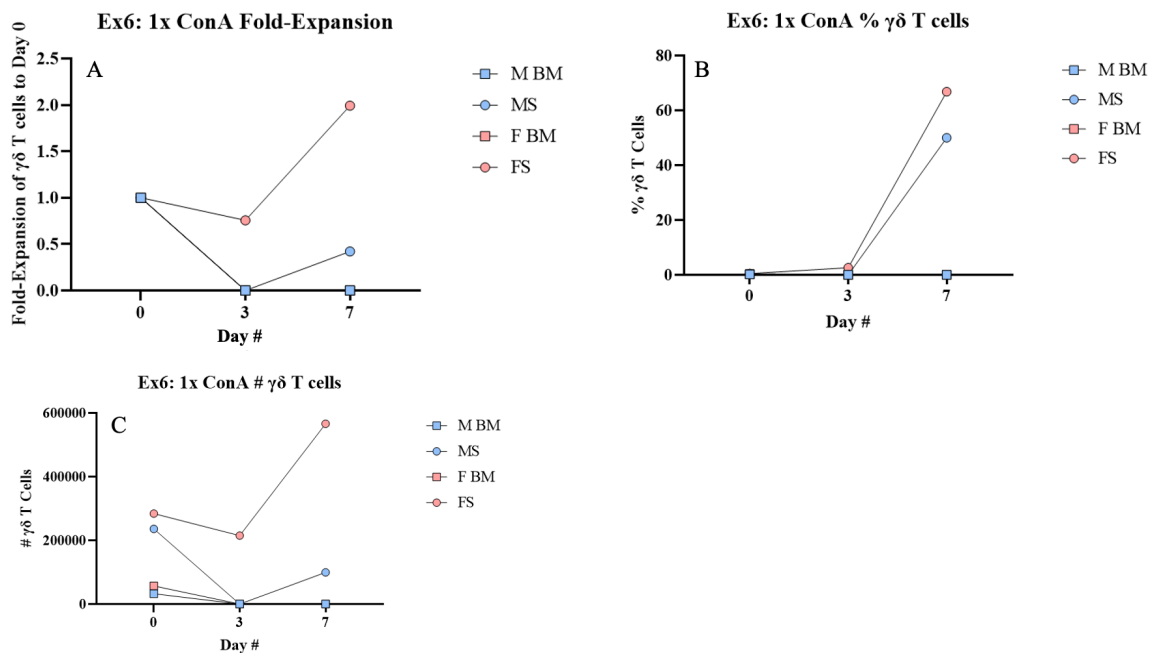 Ex6: 1x ConA Fold-Expansion
A
Fold-Expansion of γδ T cells to Day 0
2.5
2.0
1.5
1.0
0.5
0.0
0
3
7
Day #
M BM
MS
F BM
FS
Ex6: 1x ConA % γδ T cells
B
% γδ T Cells
80
60
40
20
0
0
3
7
Day #
M BM
MS
F BM
FS
Ex6: 1x ConA # γδ T cells
C
# γδ T Cells
600000
400000
200000
0
0
3
7
Day #
M BM
MS
F BM
FS